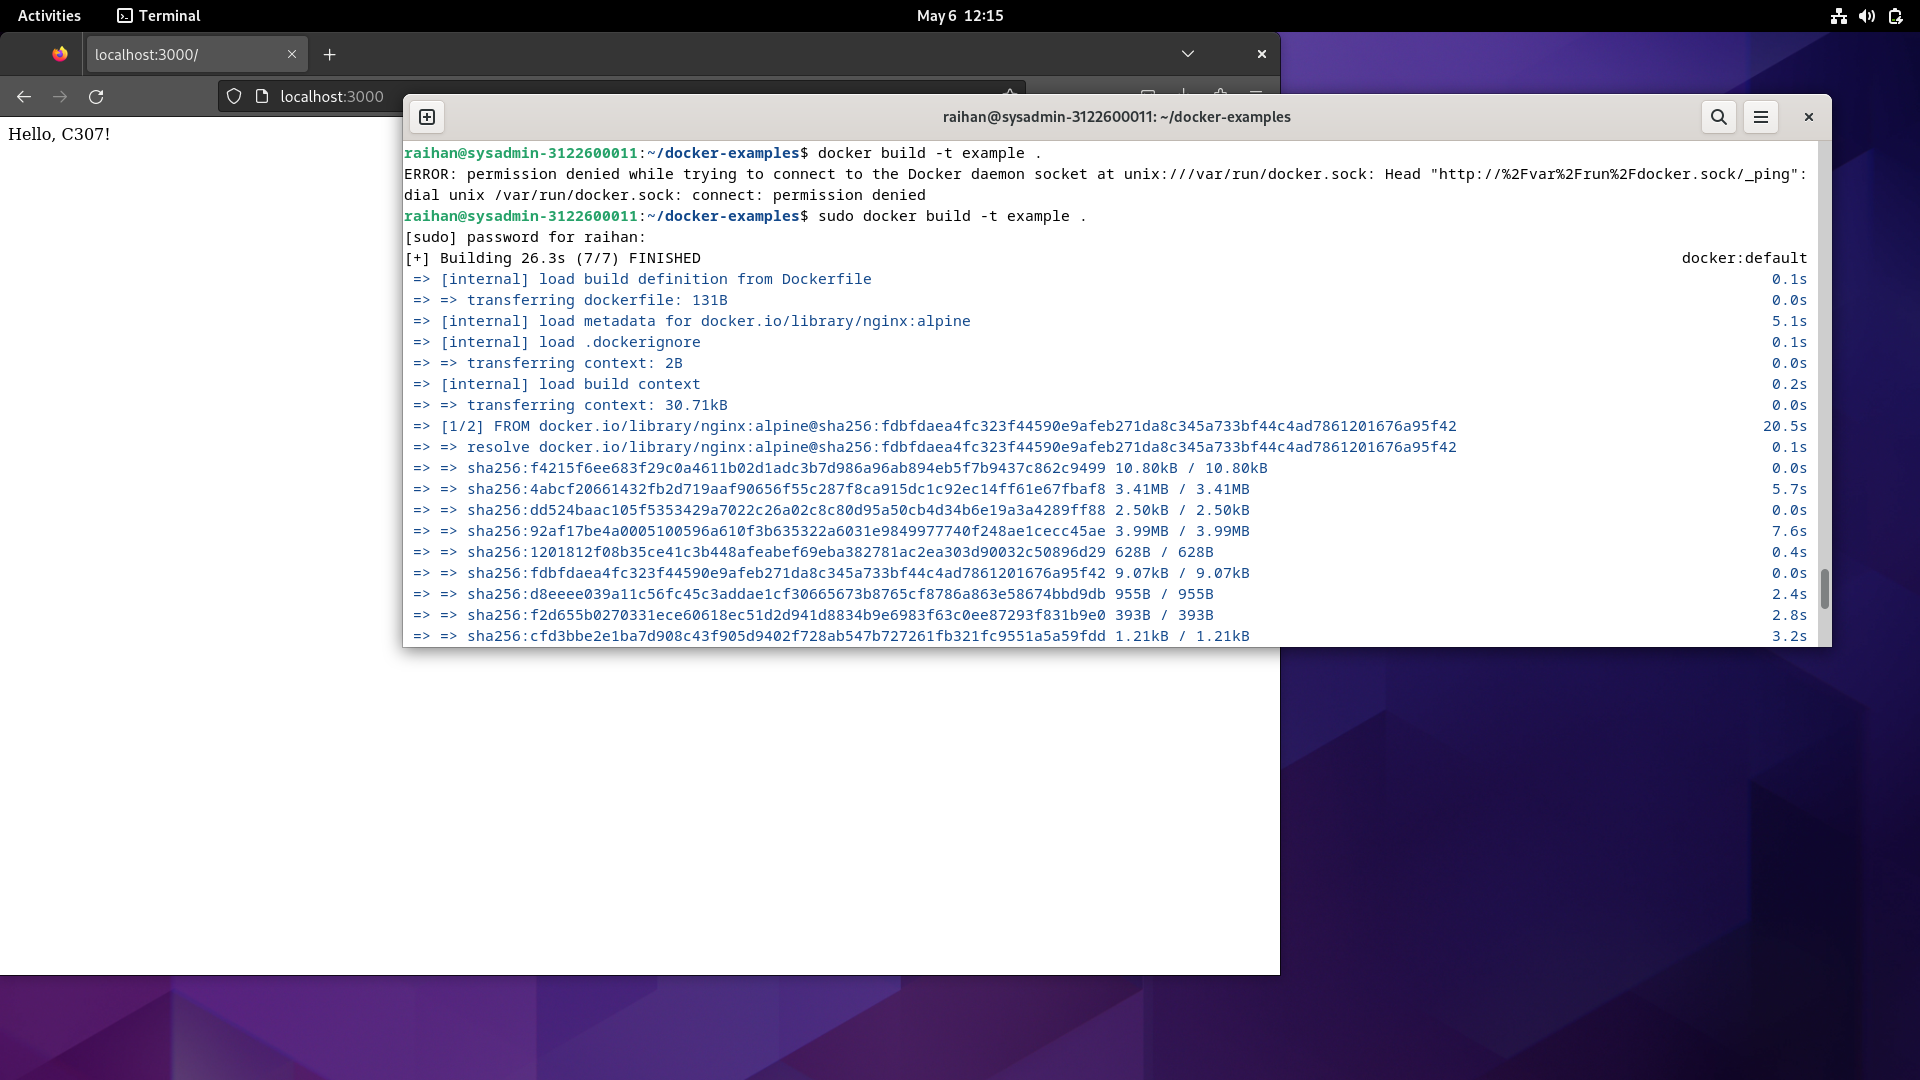 Activities
Terminal
May 6 12:15
localhost:3000/
localhost:3000
Hello, C307!
raihan@sysadmin-3122600011: ~/docker-examples
raihan@sysadmin-3122600011:~/docker-examples$ docker build -t example .
ERROR: permission denied while trying to connect to the Docker daemon socket at unix:///var/run/docker.sock: Head "http://%2Fvar%2Frun%2Fdocker.sock/_ping":
dial unix /var/run/docker.sock: connect: permission denied
raihan@sysadmin-3122600011:~/docker-examples$ sudo docker build -t example .
[sudo] password for raihan:
[+] Building 26.3s (7/7) FINISHED docker:default
=> [internal] load build definition from Dockerfile 0.1s
=> => transferring dockerfile: 131B 0.0s
=> [internal] load metadata for docker.io/library/nginx:alpine 5.1s
=> [internal] load .dockerignore 0.1s
=> => transferring context: 2B 0.0s
=> [internal] load build context 0.2s
=> => transferring context: 30.71kB 0.0s
=> [1/2] FROM docker.io/library/nginx:alpine@sha256:fdbfdaea4fc323f44590e9afeb271da8c345a733bf44c4ad7861201676a95f42 20.5s
=> => resolve docker.io/library/nginx:alpine@sha256:fdbfdaea4fc323f44590e9afeb271da8c345a733bf44c4ad7861201676a95f42 0.1s
=> => sha256:f4215f6ee683f29c0a4611b02d1adc3b7d986a96ab894eb5f7b9437c862c9499 10.80kB / 10.80kB 0.0s
=> => sha256:4abcf20661432fb2d719aaf90656f55c287f8ca915dc1c92ec14ff61e67fbaf8 3.41MB / 3.41MB 5.7s
=> => sha256:dd524baac105f5353429a7022c26a02c8c80d95a50cb4d34b6e19a3a4289ff88 2.50kB / 2.50kB 0.0s
=> => sha256:92af17be4a0005100596a610f3b635322a6031e9849977740f248ae1cecc45ae 3.99MB / 3.99MB 7.6s
=> => sha256:1201812f08b35ce41c3b448afeabef69eba382781ac2ea303d90032c50896d29 628B / 628B 0.4s
=> => sha256:fdbfdaea4fc323f44590e9afeb271da8c345a733bf44c4ad7861201676a95f42 9.07kB / 9.07kB 0.0s
=> => sha256:d8eeee039a11c56fc45c3addae1cf30665673b8765cf8786a863e58674bbd9db 955B / 955B 2.4s
=> => sha256:f2d655b0270331ece60618ec51d2d941d8834b9e6983f63c0ee87293f831b9e0 393B / 393B 2.8s
=> => sha256:cfd3bbe2e1ba7d908c43f905d9402f728ab547b727261fb321fc9551a5a59fdd 1.21kB / 1.21kB 3.2s